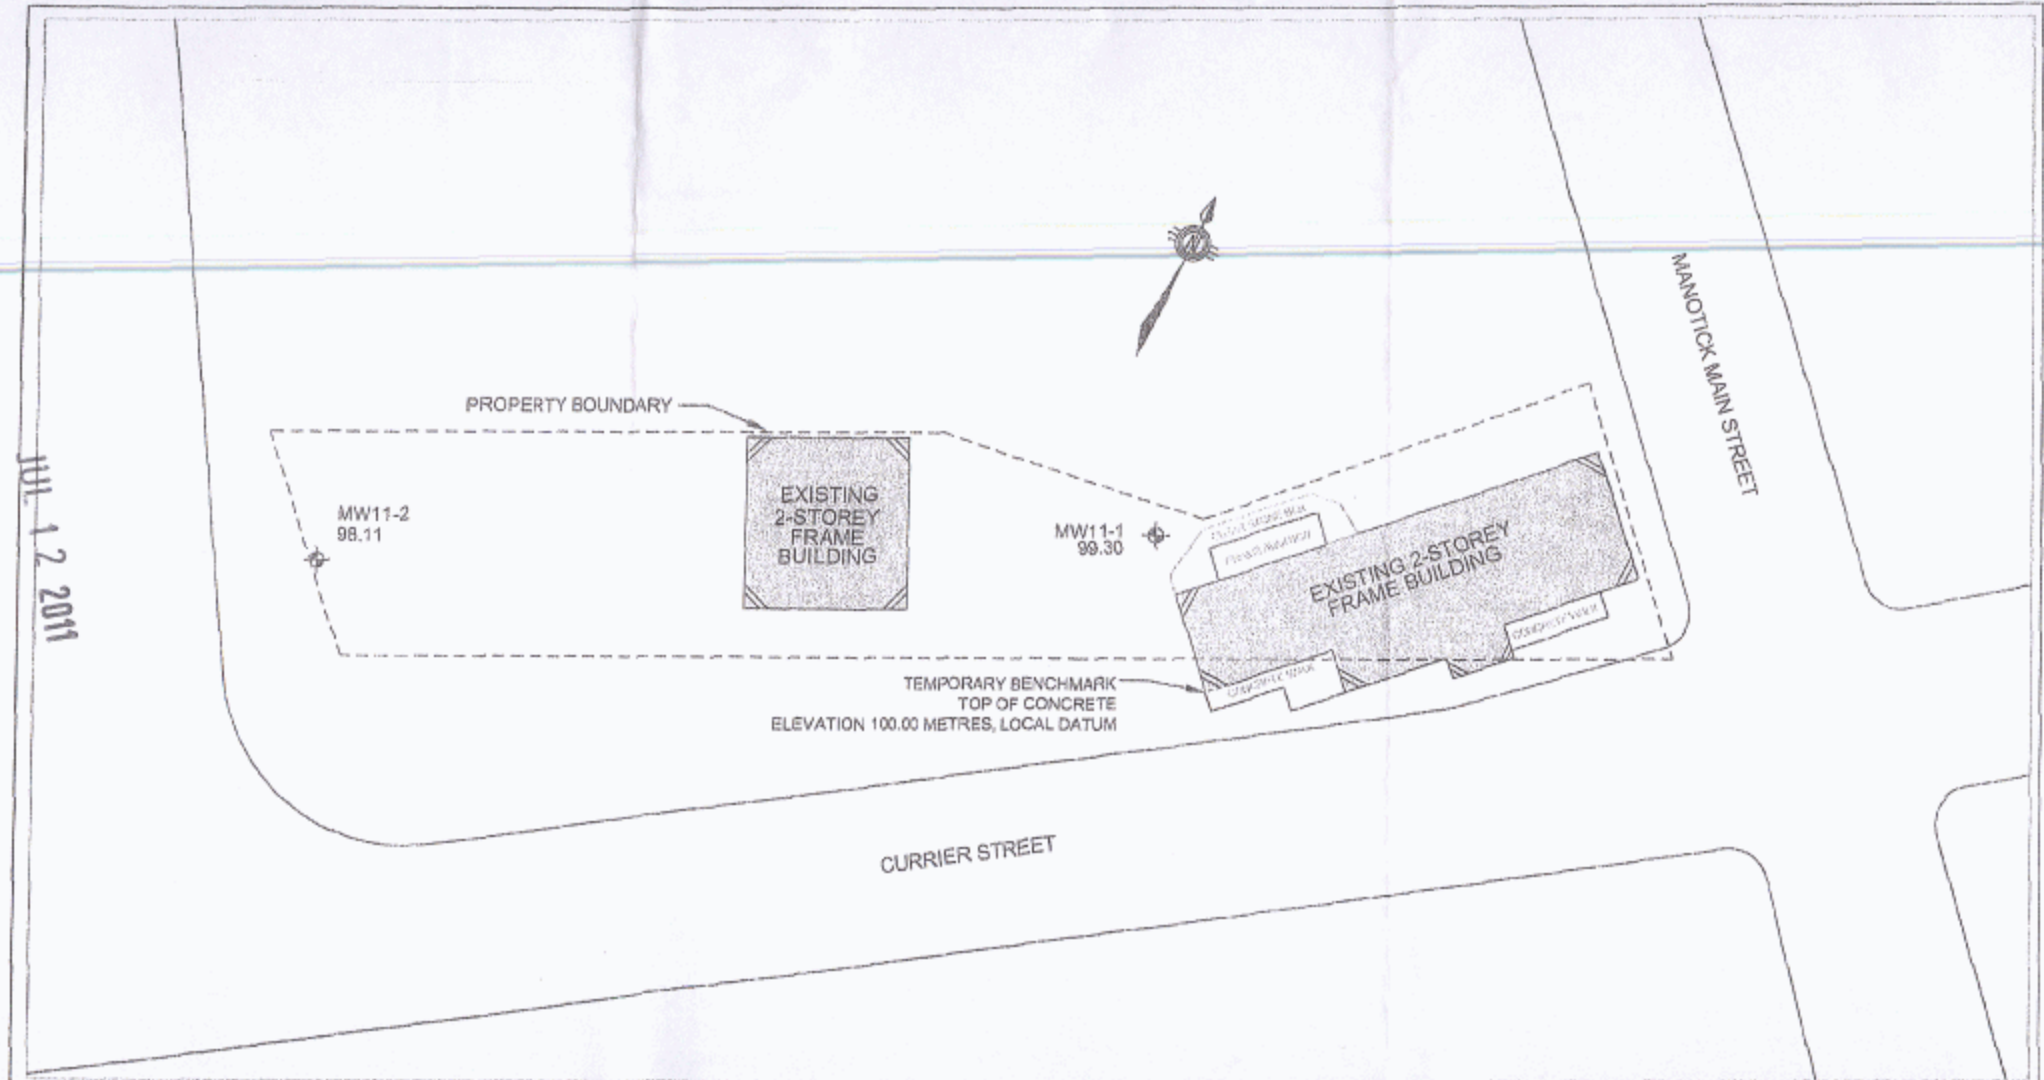 N
MANOTICK MAIN STREET
PROPERTY BOUNDARY
JUL 12 2011
MW11-2
98.11
EXISTING
2-STOREY
FRAME
BUILDING
MW11-1
99.30
EXISTING 2-STOREY
FRAME BUILDING
TEMPORARY BENCHMARK
TOP OF CONCRETE
ELEVATION 100.00 METRES, LOCAL DATUM
CURRIER STREET